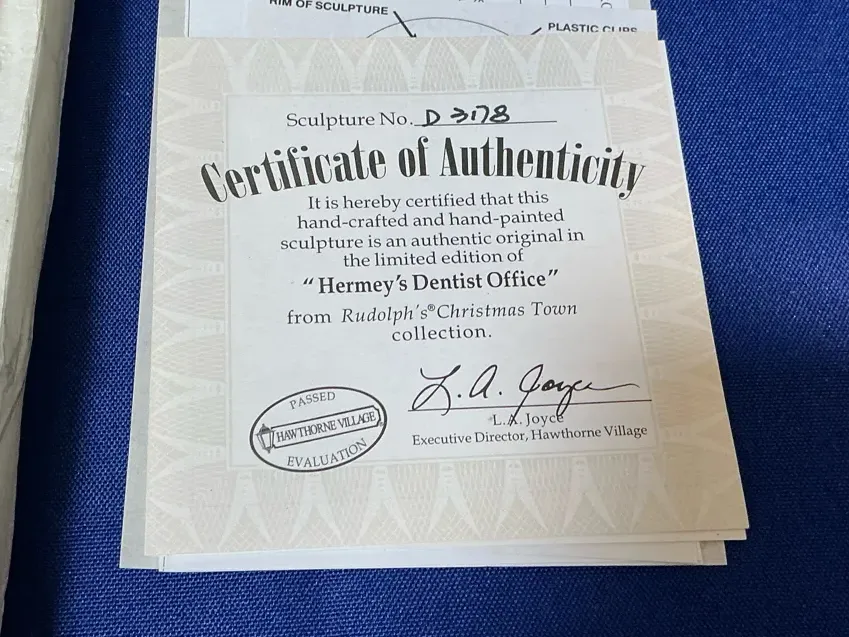 RIM OF SCULPTURE
PLASTIC CLIPS
Sculpture No. D 3178
Certificate of Authenticity
It is hereby certified that this
hand-crafted and hand-painted
sculpture is an authentic original in
the limited edition of
"Hermey's Dentist Office"
from Rudolph's® Christmas Town
collection.
L. A. Joyce
L.A. Joyce
Executive Director, Hawthorne Village
PASSED
HAWTHORNE VILLAGE
EVALUATION